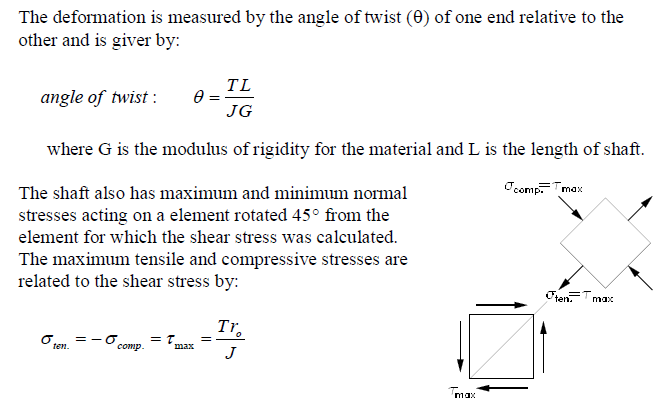 The deformation is measured by the angle of twist (θ) of one end relative to the
other and is giver by:
angle of twist : θ = TL / JG
where G is the modulus of rigidity for the material and L is the length of shaft.
The shaft also has maximum and minimum normal
stresses acting on a element rotated 45° from the
element for which the shear stress was calculated.
The maximum tensile and compressive stresses are
related to the shear stress by:
σten. = −σcomp. = τmax = Tro / J
σcomp.=τmax
σten.=τmax
τmax